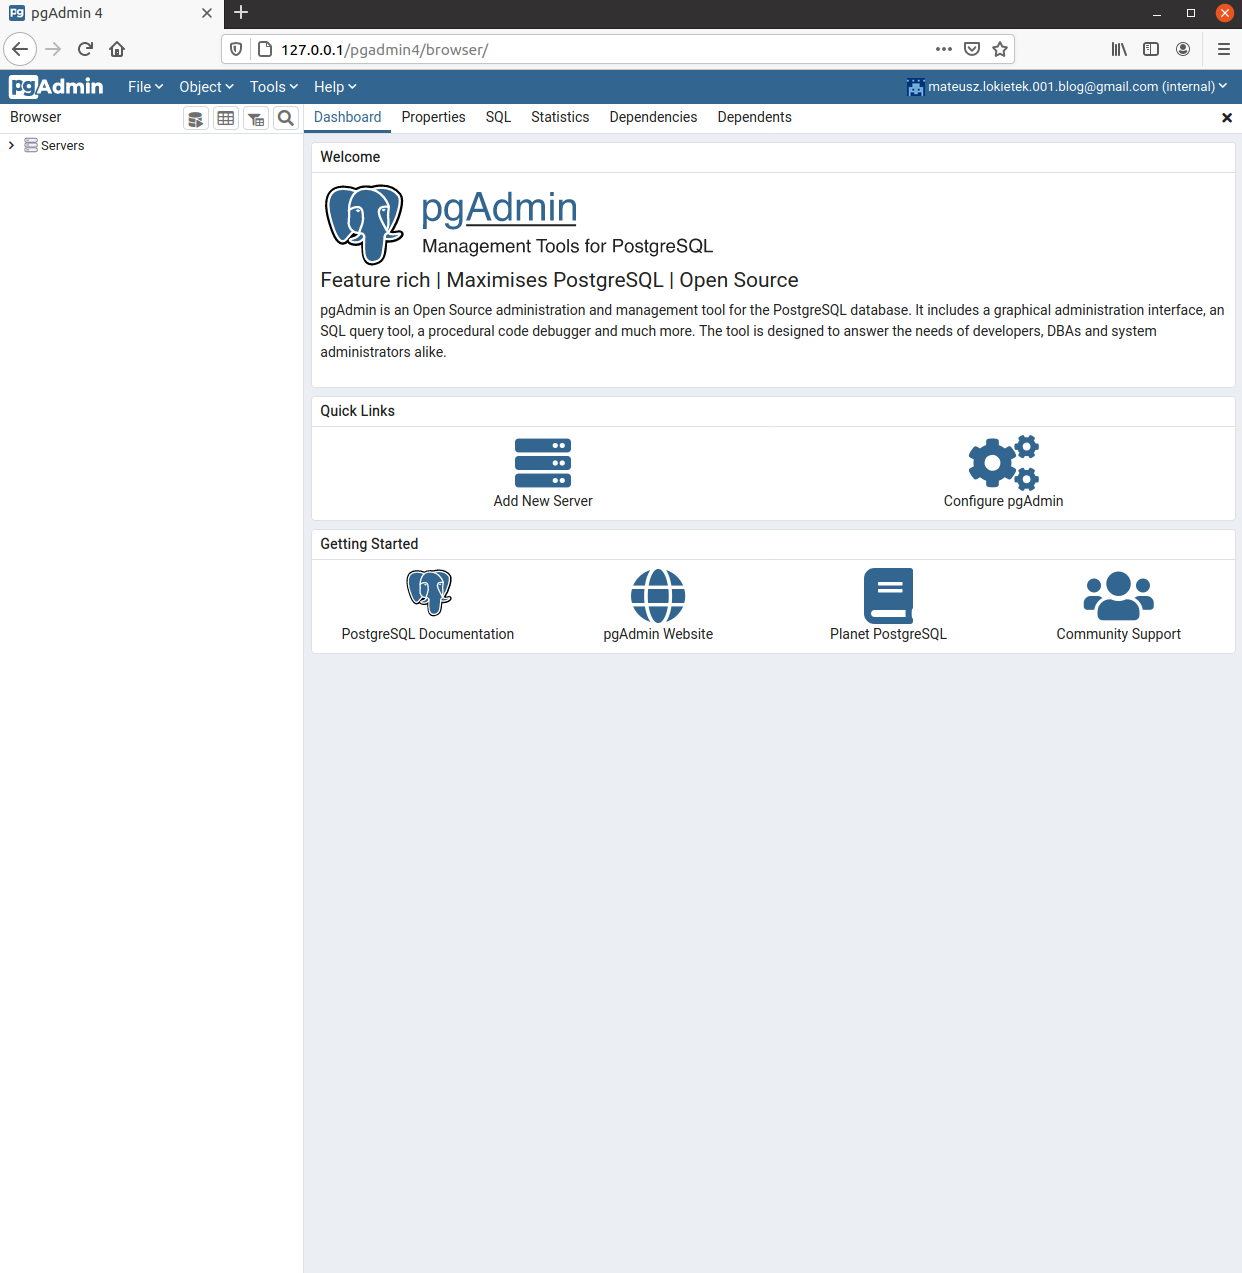 pg pgAdmin 4
127.0.0.1/pgadmin4/browser/
pgAdmin File Object Tools Help mateusz.lokietek.001.blog@gmail.com (internal)
Browser Dashboard Properties SQL Statistics Dependencies Dependents
Servers
Welcome
pgAdmin
Management Tools for PostgreSQL
Feature rich | Maximises PostgreSQL | Open Source
pgAdmin is an Open Source administration and management tool for the PostgreSQL database. It includes a graphical administration interface, an
SQL query tool, a procedural code debugger and much more. The tool is designed to answer the needs of developers, DBAs and system
administrators alike.
Quick Links
Add New Server Configure pgAdmin
Getting Started
PostgreSQL Documentation pgAdmin Website Planet PostgreSQL Community Support